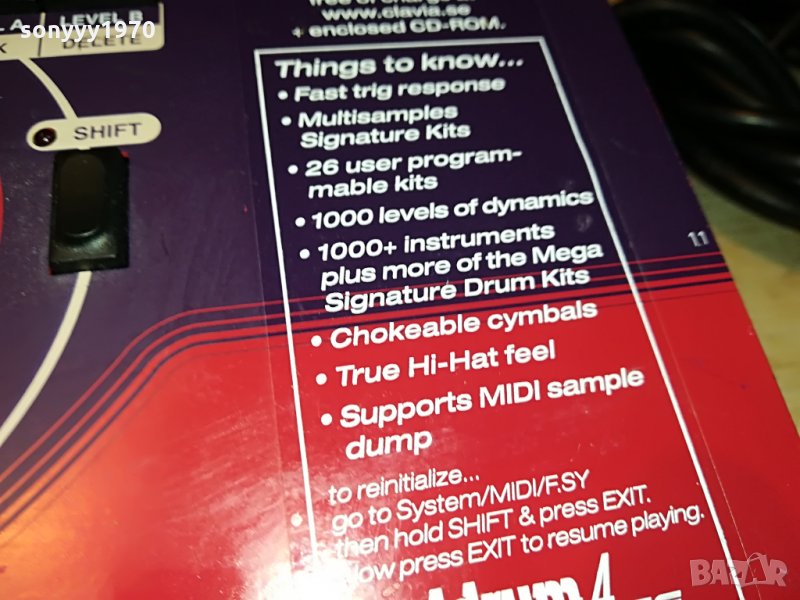 sonyyy1970
A
LEVEL B
DELETE
SHIFT
www.clavia.se
+ enclosed CD-ROM.
Things to know...
• Fast trig response
• Multisamples
Signature Kits
• 26 user program-
mable kits
• 1000 levels of dynamics
• 1000+ instruments
plus more of the Mega
Signature Drum Kits
• Chokeable cymbals
• True Hi-Hat feel
• Supports MIDI sample
dump
to reinitialize...
• go to System/MIDI/F.SY
then hold SHIFT & press EXIT.
Now press EXIT to resume playing.
drum 4
11
BAZAR